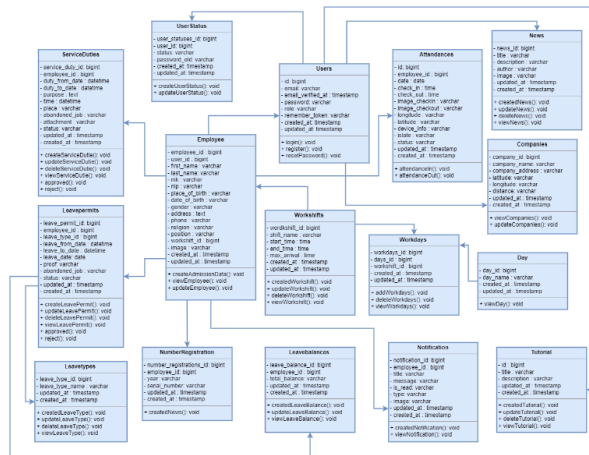 UserStatus
- user_statuses_id: bigint
- user_id: bigint
- status: varchar
- password_old: varchar
- created_at : timestamp
- updated_at : timestamp
+ createUserStatus(): void
+ updateUserStatus(): void
News
- news_id: bigint
- title : varchar
- description : varchar
- author : varchar
- image : varchar
- updated_at : timestamp
- created_at : timestamp
+ createdNews(): void
+ updateNews(): void
+ deleteNews(): void
+ viewNews(): void
ServiceDuties
- service_duty_id: bigint
- employee_id : bigint
- duty_from_date : datetime
- duty_to_date : datetime
- purpose : text
- time : datetime
- place : varchar
- abandoned_job : varchar
- attachment : varchar
- status: varchar
- updated_at : timestamp
- created_at : timestamp
+ createServiceDutie(): void
+ updateServiceDutie(): void
+ deleteServiceDutie(): void
+ viewServiceDutie(): void
+ approved(): void
+ reject(): void
Users
- id: bigint
- email: varchar
- email_verified_at : timestamp
- password: varchar
- role: varchar
- remember_token: varchar
- created_at : timestamp
- updated_at : timestamp
+ login(): void
+ register(): void
+ resetPassword(): void
Attendances
- id: bigint
- employee_id : bigint
- date : date
- check_in : time
- check_out : time
- image_checkin : varchar
- image_checkout : varchar
- longitude : varchar
- latitude : varchar
- device_info : varchar
- islate : varchar
- status : varchar
- updated_at : timestamp
- created_at : timestamp
+ attendanceIn(): void
+ attendanceOut(): void
Employee
- employee_id : bigint
- user_id : bigint
- first_name : varchar
- last_name : varchar
- nik : varchar
- nip : varchar
- place_of_birth : varchar
- date_of_birth : varchar
- gender : varchar
- address : text
- phone : varchar
- religion : varchar
- position : varchar
- workshift_id : bigint
- image : varchar
- created_at : timestamp
- updated_at : timestamp
+ createAdmissionData(): void
+ viewEmployee(): void
+ updateEmployee(): void
Companies
- company_id: bigint
- company_name : varchar
- company_address : varchar
- latitude: varchar
- longitude: varchar
- distance: varchar
- updated_at : timestamp
- created_at : timestamp
+ viewCompanies(): void
+ updateCompanies(): void
Leavepermits
- leave_permit_id: bigint
- employee_id : bigint
- leave_type_id : bigint
- leave_from_date : datetime
- leave_to_date : datetime
- leave_date: date
- proof: varchar
- abondoned_job : varchar
- status: varchar
- updated_at : timestamp
- created_at : timestamp
+ createLeavePermit(): void
+ updateLeavePermit(): void
+ deleteLeavePermit(): void
+ viewLeavePermit(): void
+ approved(): void
+ reject(): void
Workshifts
- shift_name : varchar
- start_time : time
- end_time : time
- max_arrival : time
- created_at : timestamp
- updated_at : timestamp
+ createdWorkshift(): void
+ updateWorkshift(): void
+ deleteWorkshift(): void
+ viewWorkshift(): void
Workdays
- workdays_id: bigint
- days_id : bigint
- workshift_id : bigint
- created_at : timestamp
- updated_at : timestamp
+ addWorkdays(): void
+ deleteWorkdays(): void
+ viewWorkdays(): void
Day
- day_id: bigint
- day_name : varchar
- created_at : timestamp
- updated_at : timestamp
+ viewDay(): void
Leavetypes
- leave_type_id : bigint
- leave_type_name : varchar
- updated_at : timestamp
- created_at : timestamp
+ createdLeaveType(): void
+ updateLeaveType(): void
+ deleteLeaveType(): void
+ viewLeaveType(): void
NumberRegistration
- number_registrations_id : bigint
- employee_id : bigint
- year : varchar
- serial_number : varchar
- updated_at : timestamp
- created_at : timestamp
+ createdNews(): void
Leavebalances
- leave_balance_id : bigint
- employee_id : bigint
- total_balance : varchar
- updated_at : timestamp
- created_at : timestamp
+ createdLeaveBalance(): void
+ updateLeaveBalance(): void
+ viewLeaveBalance(): void
Notification
- notification_id: bigint
- employee_id : bigint
- title : varchar
- message : varchar
- is_read : varchar
- type: varchar
- image : varchar
- updated_at : timestamp
- created_at : timestamp
+ createdNotification(): void
+ viewNotification(): void
Tutorial
- id : bigint
- title : varchar
- description : varchar
- updated_at : timestamp
- created_at : timestamp
+ createdTutorial(): void
+ updateTutorial(): void
+ deleteTutorial(): void
+ viewTutorial(): void